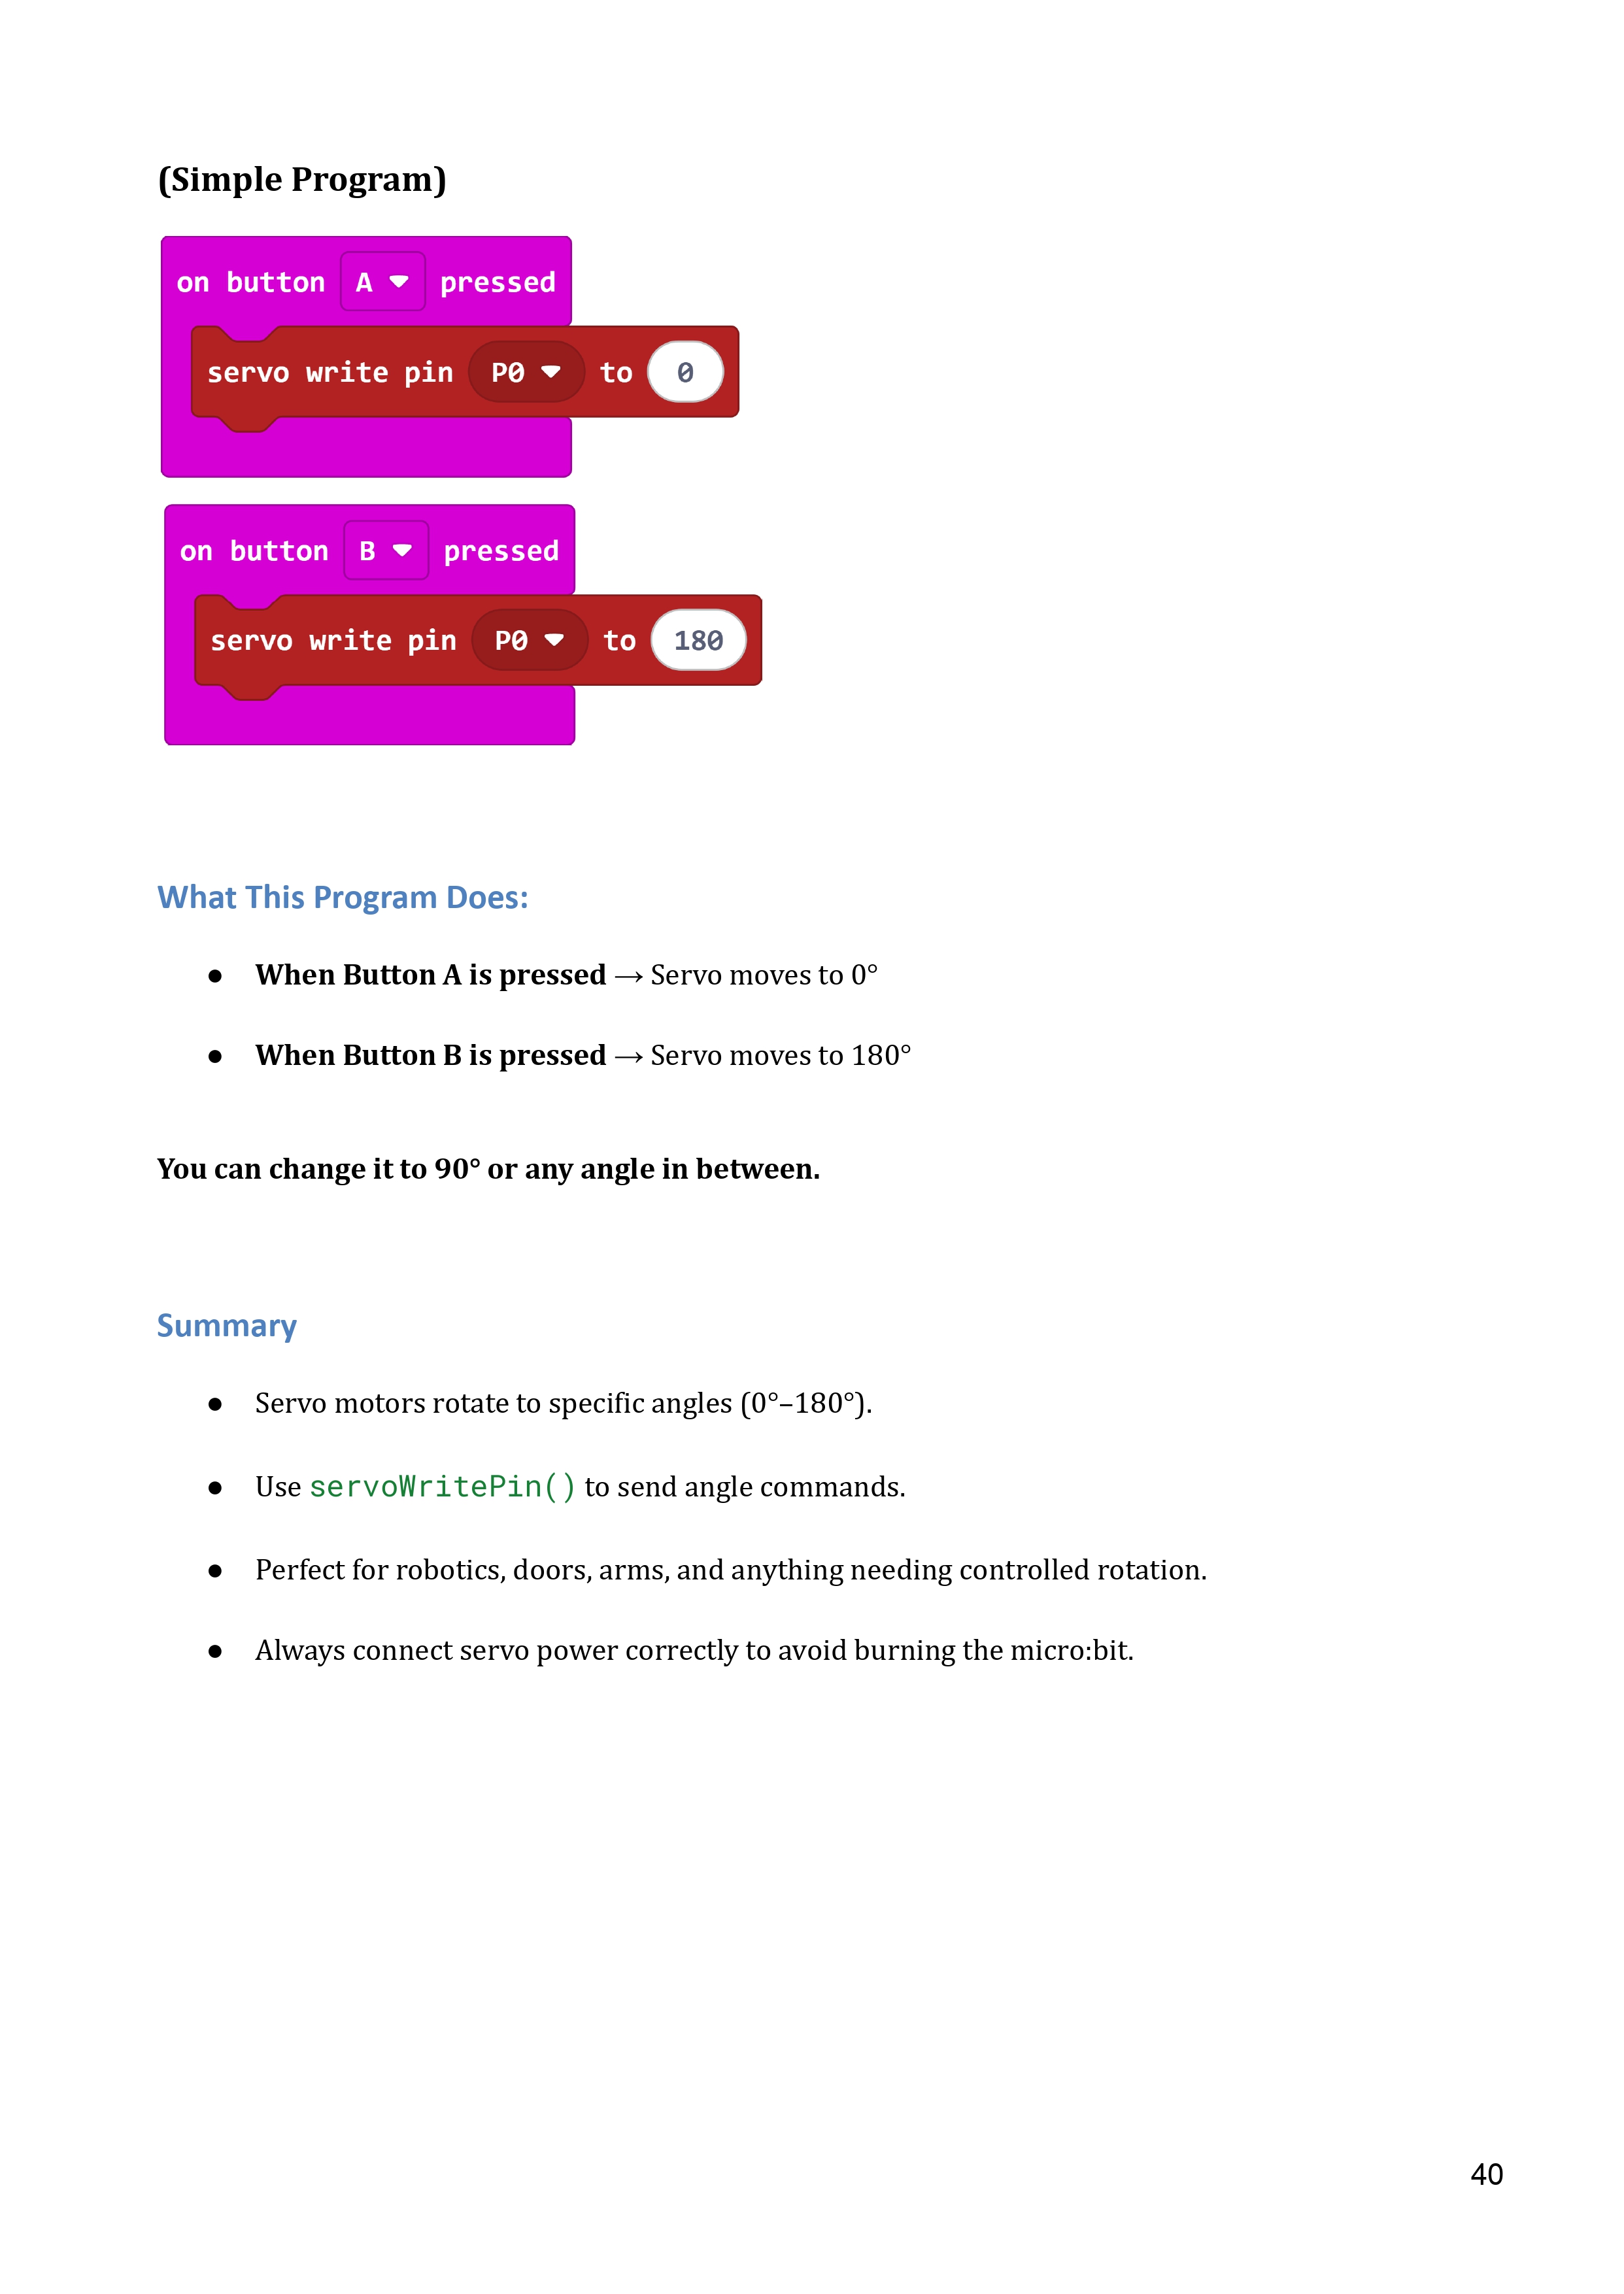 (Simple Program)
on button A pressed
servo write pin P0 to 0
on button B pressed
servo write pin P0 to 180
What This Program Does:
● When Button A is pressed → Servo moves to 0°
● When Button B is pressed → Servo moves to 180°
You can change it to 90° or any angle in between.
Summary
● Servo motors rotate to specific angles (0°–180°).
● Use servoWritePin() to send angle commands.
● Perfect for robotics, doors, arms, and anything needing controlled rotation.
● Always connect servo power correctly to avoid burning the micro:bit.
40